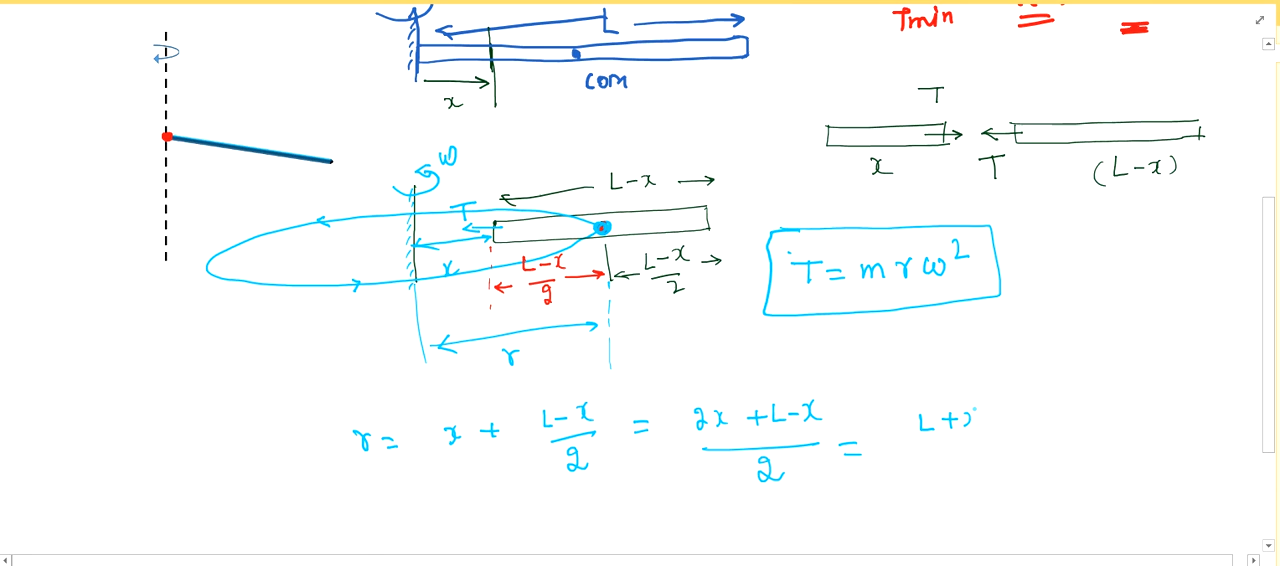 L
Tmin
x
COM
T
x
T
(L-x)
ω
L-x
T
x
L-x/2
L-x/2
T = m r ω²
r
r = x + L-x/2 = 2x + L-x/2 = L+